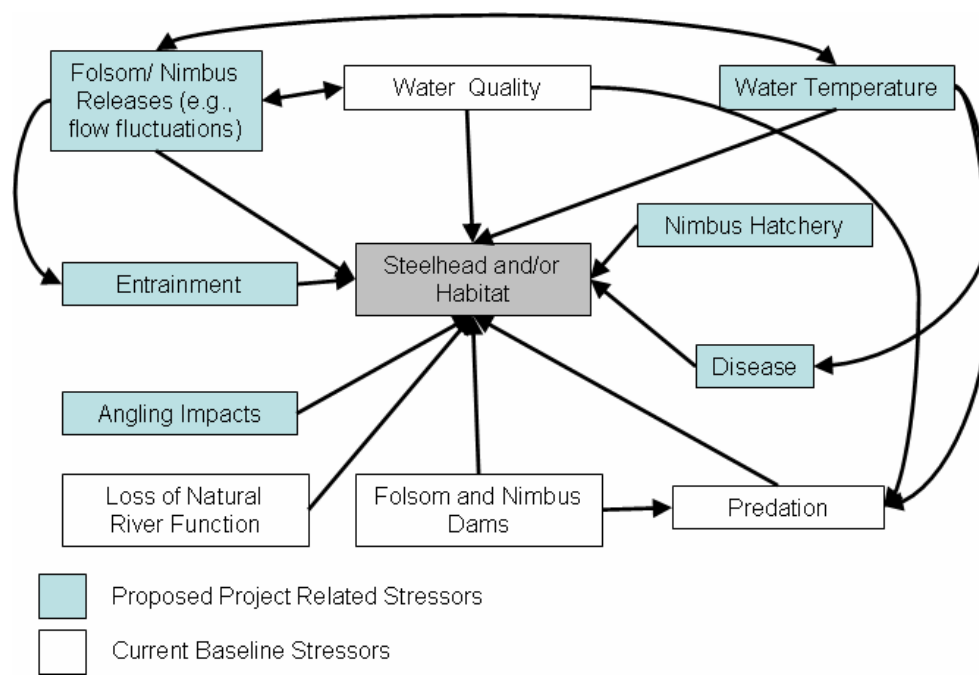 Folsom/ Nimbus
Releases (e.g.,
flow fluctuations)
Water Quality
Water Temperature
Nimbus Hatchery
Steelhead and/or
Habitat
Entrainment
Disease
Angling Impacts
Loss of Natural
River Function
Folsom and Nimbus
Dams
Predation
Proposed Project Related Stressors
Current Baseline Stressors